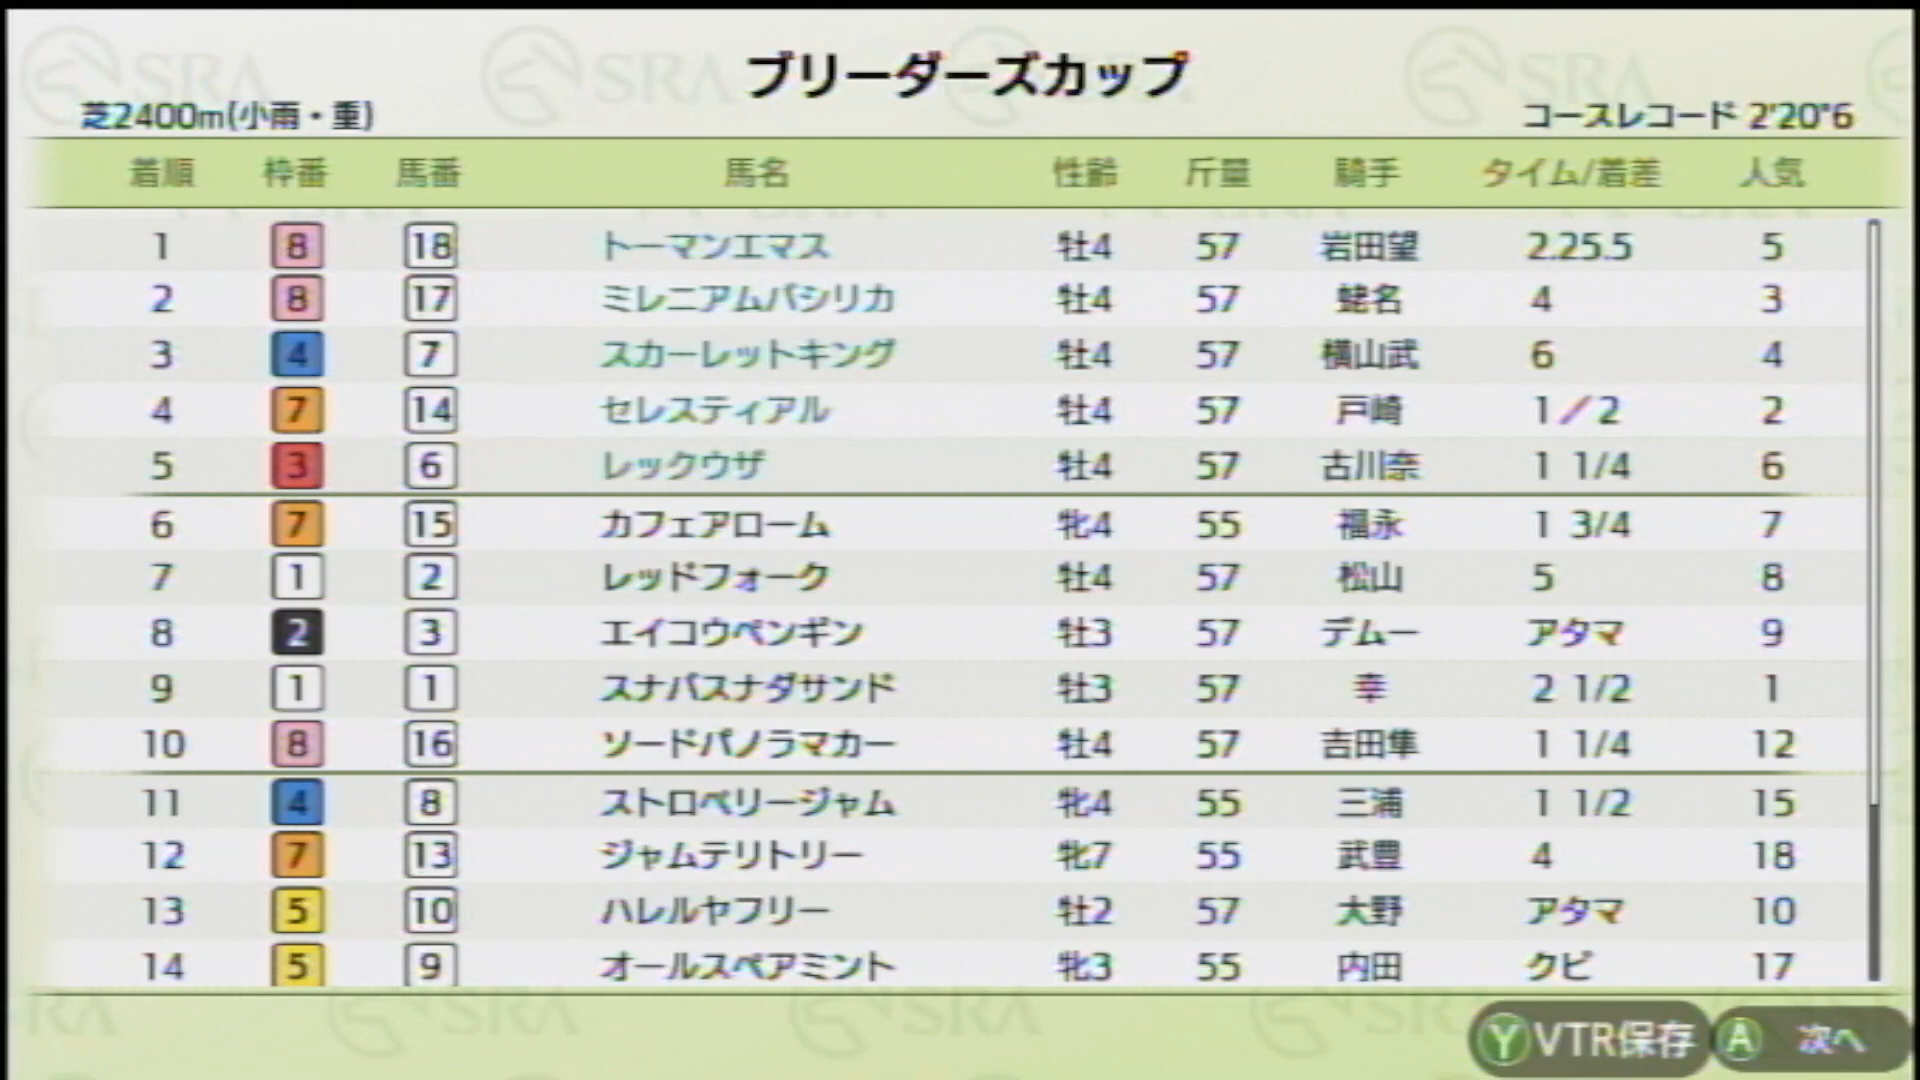 ブリーダーズカップ
芝2400m(小雨・重) コースレコード 2'20"6
着順 枠番 馬番 馬名 性齢 斤量 騎手 タイム/着差 人気
1 8 18 トーマンエマス 牡4 57 岩田望 2.25.5 5
2 8 17 ミレニアムバシリカ 牡4 57 蛯名 4 3
3 4 7 スカーレットキング 牡4 57 横山武 6 4
4 7 14 セレスティアル 牡4 57 戸崎 1/2 2
5 3 6 レックウザ 牡4 57 古川奈 1 1/4 6
6 7 15 カフェアローム 牝4 55 福永 1 3/4 7
7 1 2 レッドフォーク 牡4 57 松山 5 8
8 2 3 エイコウペンギン 牡3 57 デムー アタマ 9
9 1 1 スナバスナダサンド 牡3 57 幸 2 1/2 1
10 8 16 ソードパノラマカー 牡4 57 吉田隼 1 1/4 12
11 4 8 ストロベリージャム 牝4 55 三浦 1 1/2 15
12 7 13 ジャムテリトリー 牝7 55 武豊 4 18
13 5 10 ハレルヤフリー 牡2 57 大野 アタマ 10
14 5 9 オールスペアミント 牝3 55 内田 クビ 17
SRA SRA SRA
Y VTR保存 A 次へ